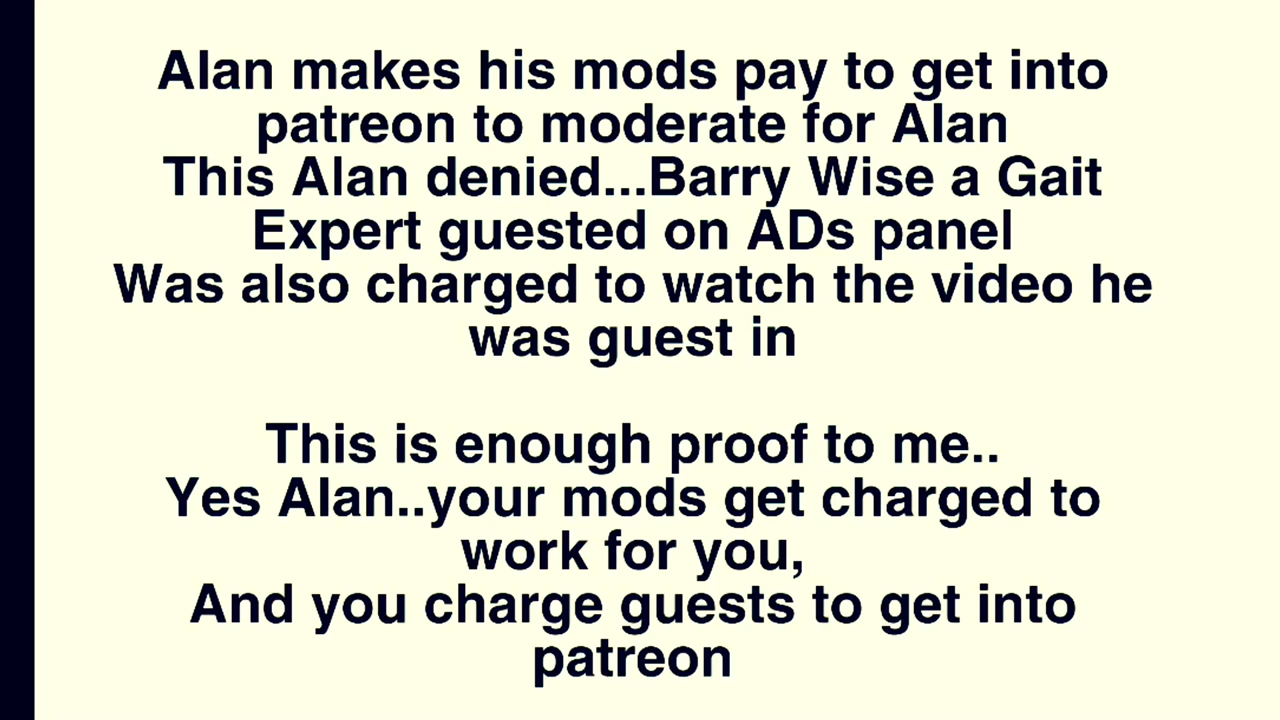 Alan makes his mods pay to get into
patreon to moderate for Alan
This Alan denied...Barry Wise a Gait
Expert guested on ADs panel
Was also charged to watch the video he
was guest in
This is enough proof to me..
Yes Alan..your mods get charged to
work for you,
And you charge guests to get into
patreon